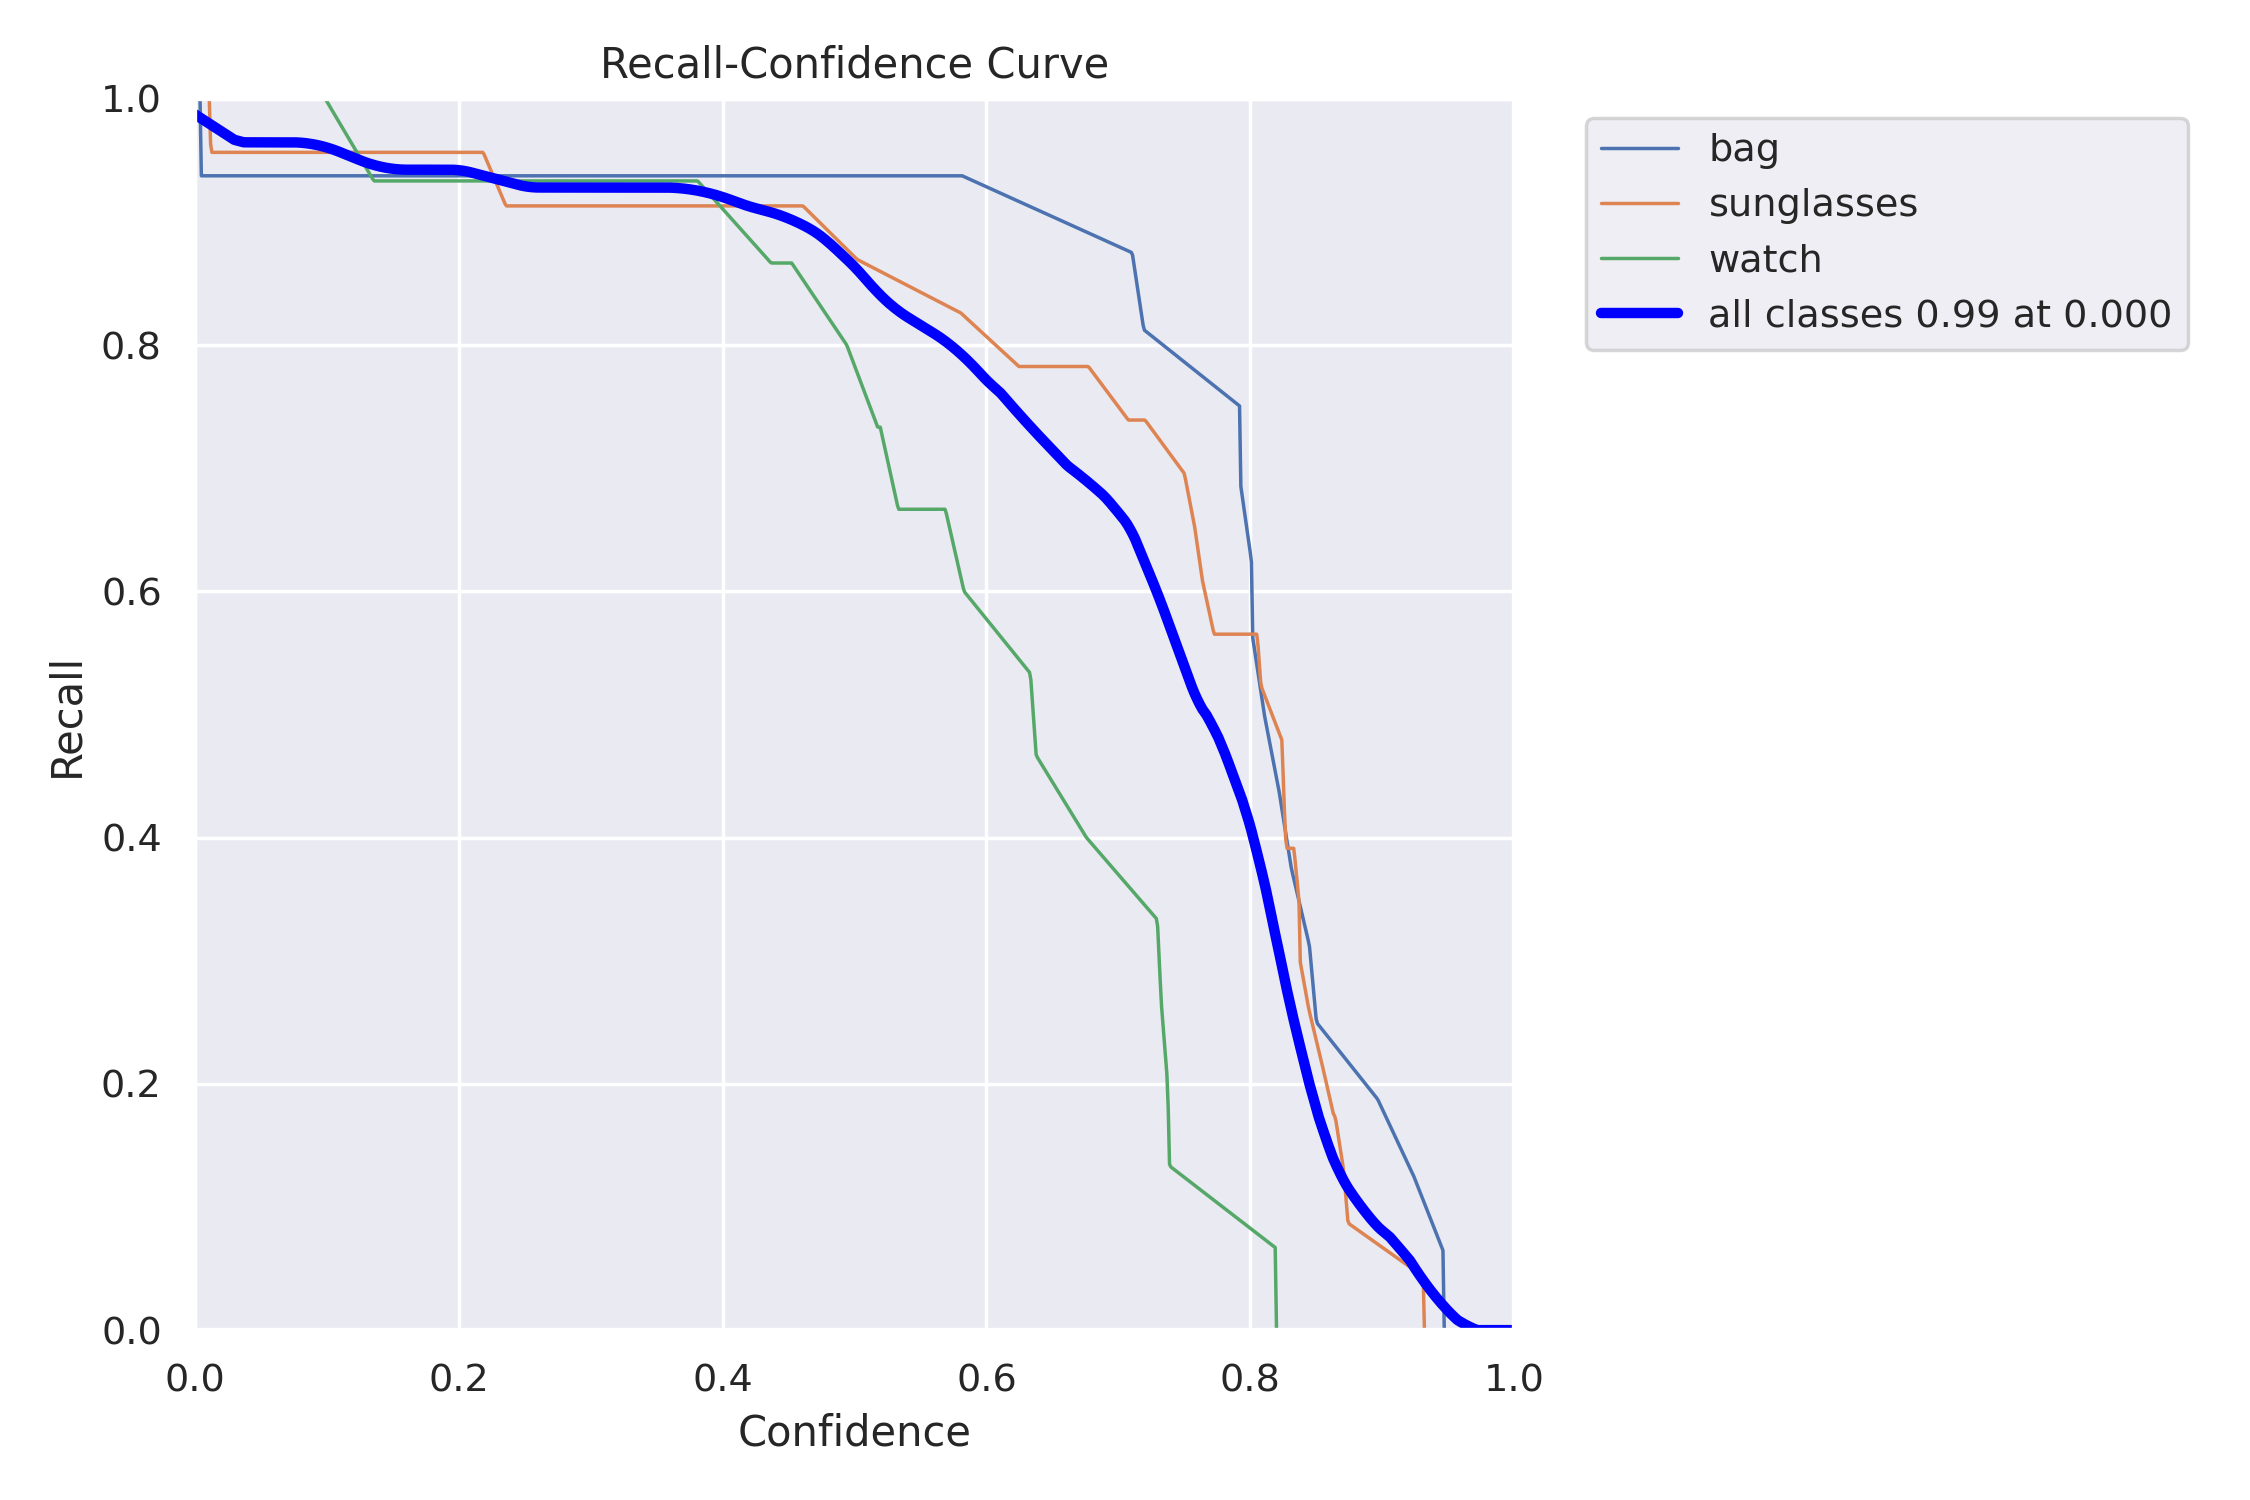 Recall-Confidence Curve
1.0
0.8
0.6
0.4
0.2
0.0
Recall
0.0 0.2 0.4 0.6 0.8 1.0
Confidence
bag
sunglasses
watch
all classes 0.99 at 0.000